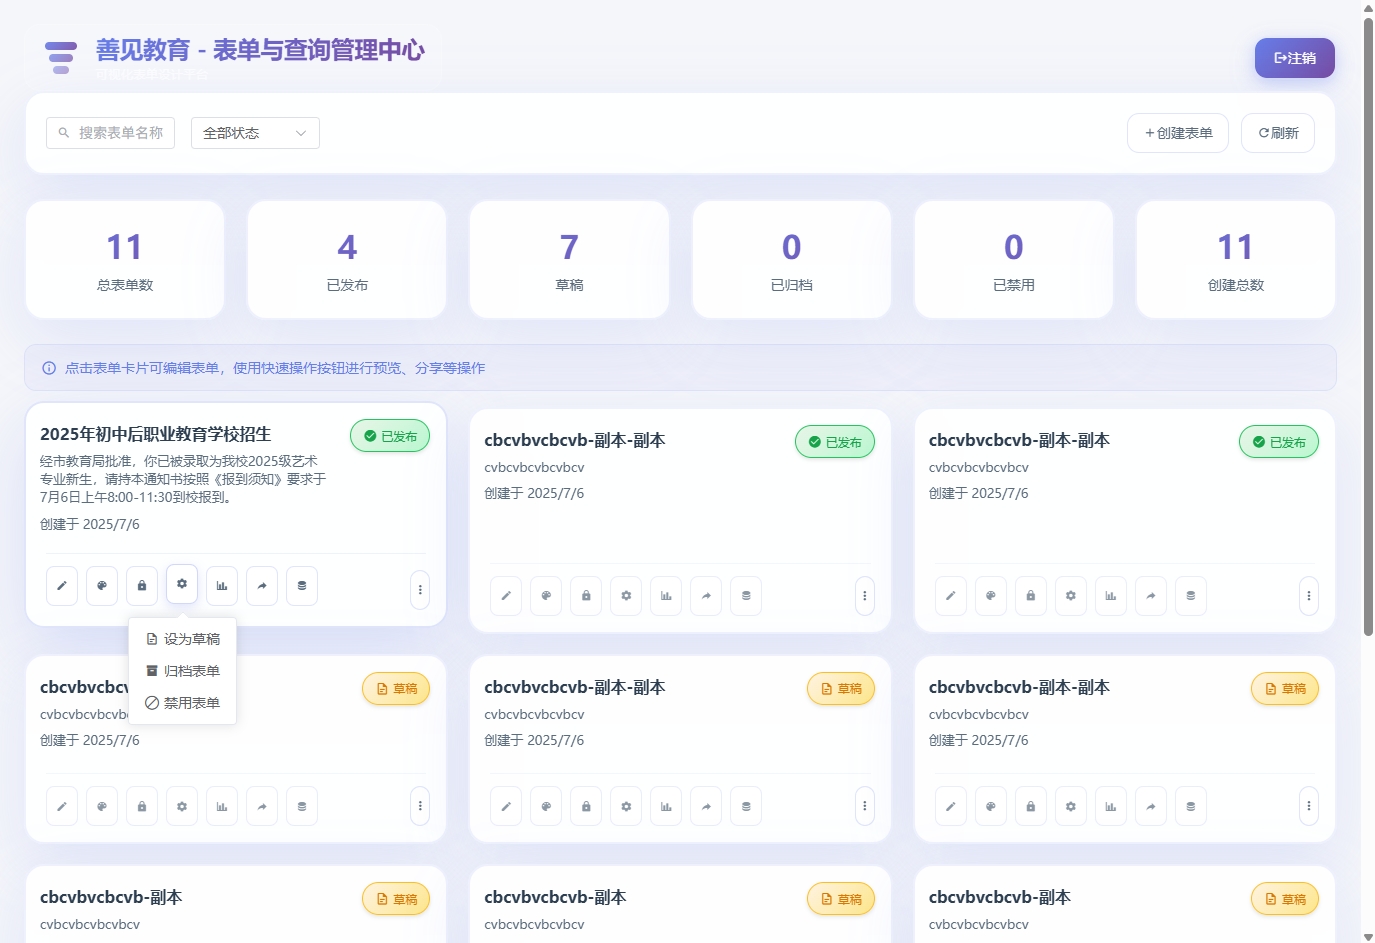 善见教育 - 表单与查询管理中心
可视化表单设计平台
注销
搜索表单名称
全部状态
+创建表单
刷新
11
总表单数
4
已发布
7
草稿
0
已归档
0
已禁用
11
创建总数
点击表单卡片可编辑表单，使用快速操作按钮进行预览、分享等操作
2025年初中后职业教育学校招生
已发布
经市教育局批准，你已被录取为我校2025级艺术
专业新生，请持本通知书按照《报到须知》要求于
7月6日上午8:00-11:30到校报到。
创建于 2025/7/6
cbcvbvcbcvb-副本-副本
已发布
cvbcvbcvbcvbcv
创建于 2025/7/6
cbcvbvcbcvb-副本-副本
已发布
cvbcvbcvbcvbcv
创建于 2025/7/6
设为草稿
归档表单
禁用表单
cbcvbvcbcv
草稿
cvbcvbcvbcvb
创建于 2025/7/6
cbcvbvcbcvb-副本-副本
草稿
cvbcvbcvbcvbcv
创建于 2025/7/6
cbcvbvcbcvb-副本-副本
草稿
cvbcvbcvbcvbcv
创建于 2025/7/6
cbcvbvcbcvb-副本
草稿
cvbcvbcvbcvbcv
cbcvbvcbcvb-副本
草稿
cvbcvbcvbcvbcv
cbcvbvcbcvb-副本
草稿
cvbcvbcvbcvbcv